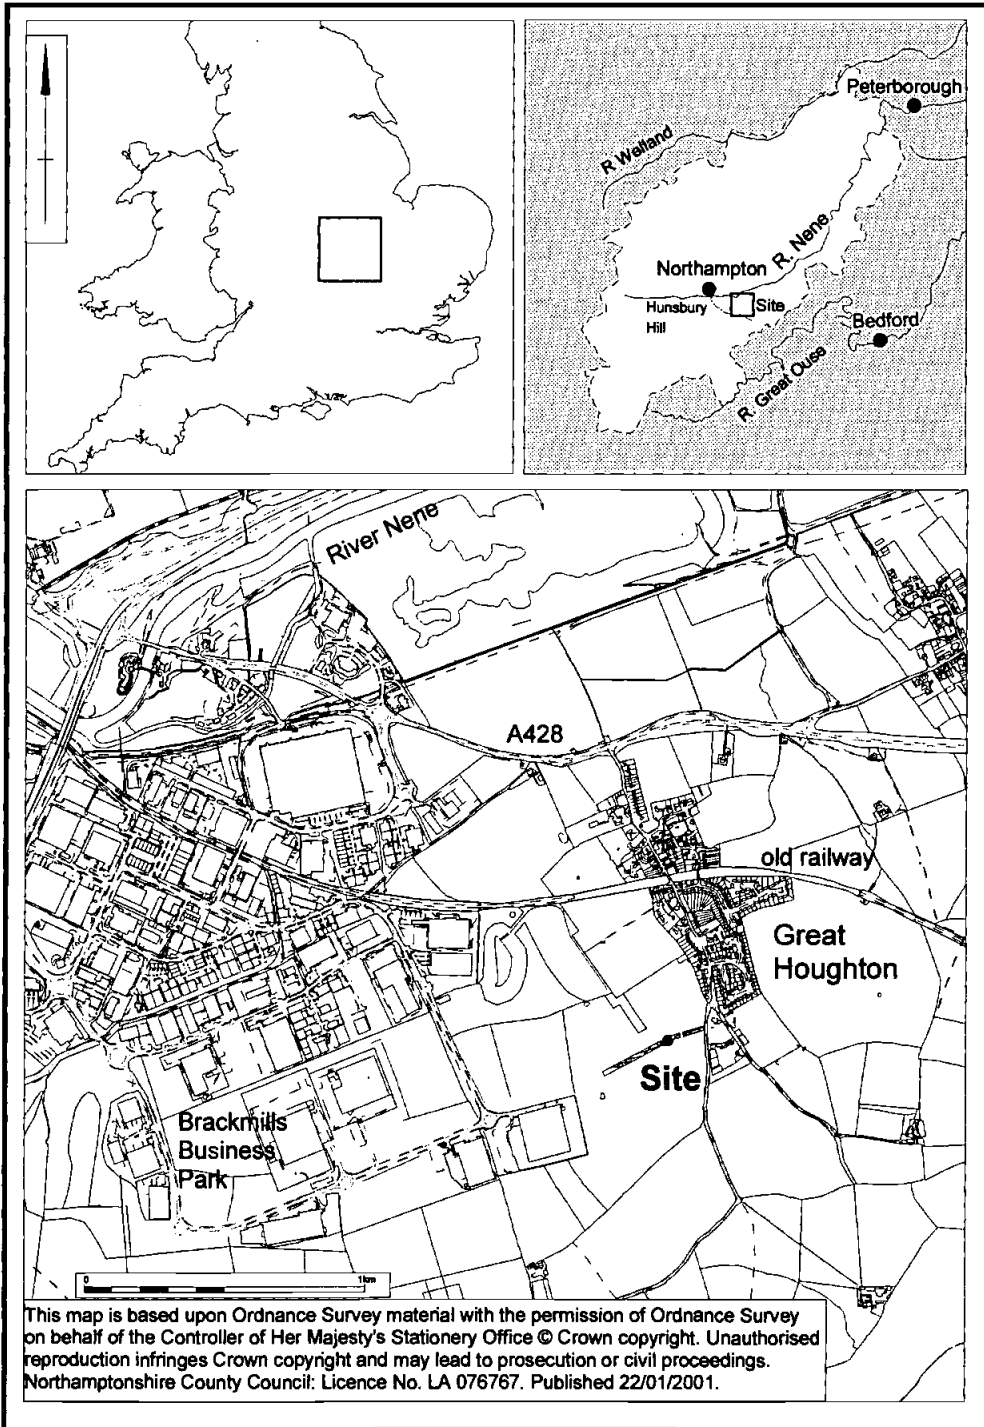 Peterborough
R Welland
R. Nene
Northampton
Hunsbury
Hill
Site
Bedford
R. Great Ouse
River Nene
A428
old railway
Great
Houghton
Site
Brackmills
Business
Park
0 1km
This map is based upon Ordnance Survey material with the permission of Ordnance Survey
on behalf of the Controller of Her Majesty's Stationery Office © Crown copyright. Unauthorised
reproduction infringes Crown copyright and may lead to prosecution or civil proceedings.
Northamptonshire County Council: Licence No. LA 076767. Published 22/01/2001.